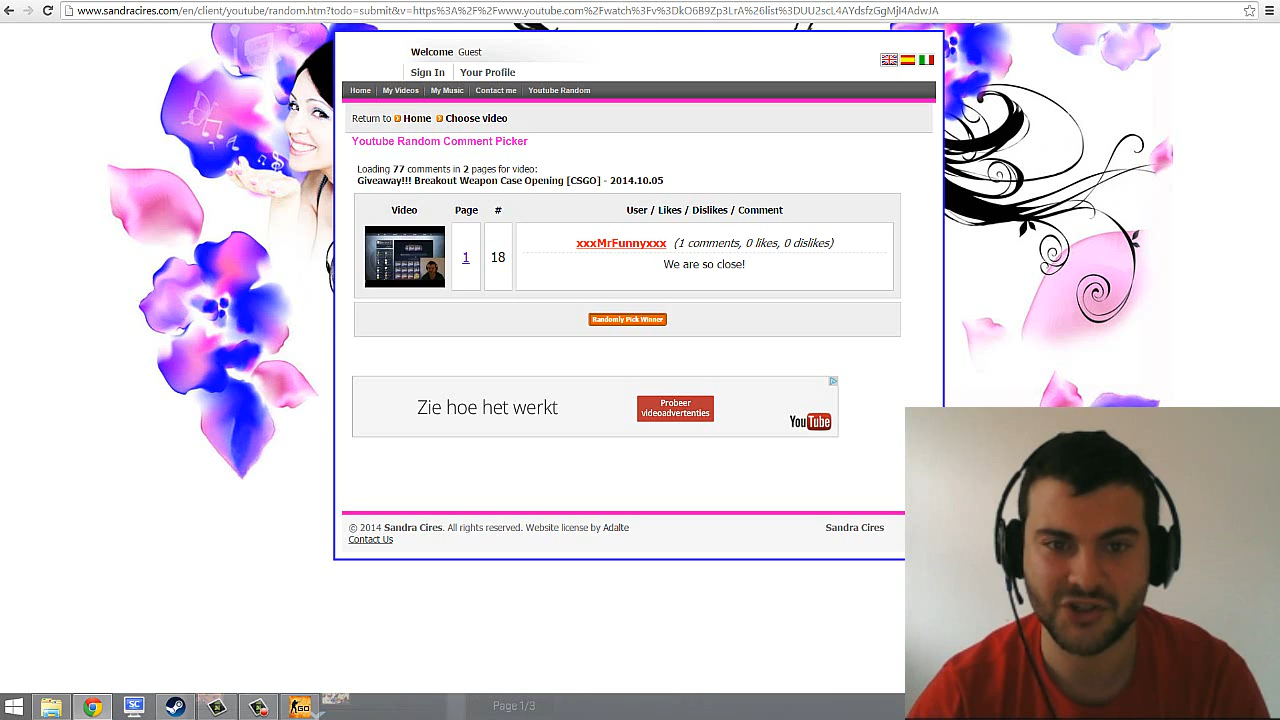 www.sandracires.com/en/client/youtube/random.htm?todo=submit&v=https%3A%2F%2Fwww.youtube.com%2Fwatch%3Fv%3DkO6B9Zp3LrA%26list%3DUU2scL4AYdsfzGgMjI4AdwJA
Welcome Guest
Sign In Your Profile
Home My Videos My Music Contact me Youtube Random
Return to Home Choose video
Youtube Random Comment Picker
Loading 77 comments in 2 pages for video:
Giveaway!!! Breakout Weapon Case Opening [CSGO] - 2014.10.05
Video Page # User / Likes / Dislikes / Comment
1 18 xxxMrFunnyxxx (1 comments, 0 likes, 0 dislikes)
We are so close!
Randomly Pick Winner
Zie hoe het werkt
Probeer
videoadvertenties
YouTube
© 2014 Sandra Cires. All rights reserved. Website license by Adalte
Sandra Cires
Contact Us
SC
GO
Page 1/3